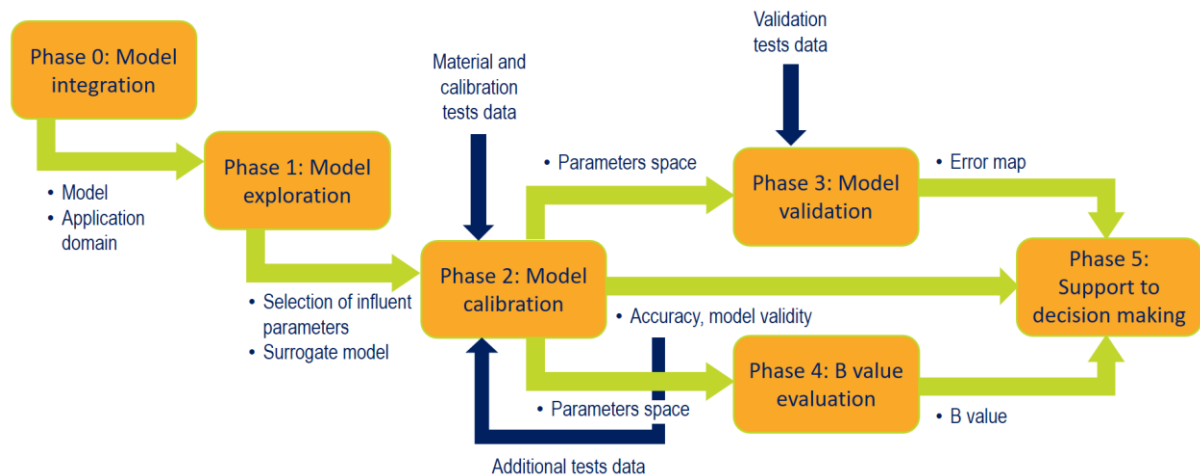 Phase 0: Model
integration
• Model
• Application
domain
Phase 1: Model
exploration
• Selection of influent
parameters
• Surrogate model
Material and
calibration
tests data
Phase 2: Model
calibration
• Parameters space
Validation
tests data
Phase 3: Model
validation
• Error map
• Accuracy, model validity
• Parameters space
Additional tests data
Phase 4: B value
evaluation
• B value
Phase 5:
Support to
decision making